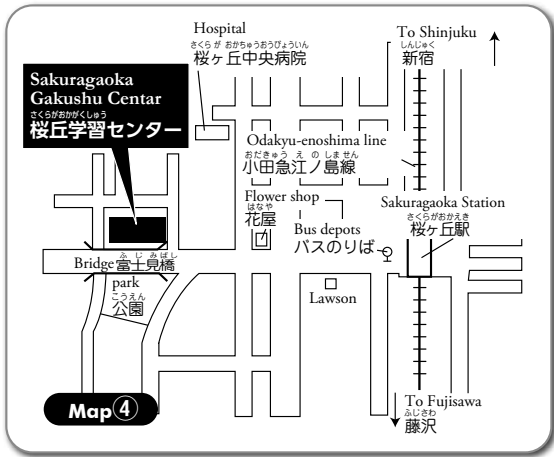 Hospital
さくら が おかちゅうおうびょういん
桜ヶ丘中央病院
To Shinjuku
しんじゅく
新宿
Sakuragaoka
Gakushu Centar
さくらがおかがくしゅう
桜丘学習センター
Odakyu-enoshima line
おだきゅう え の しません
小田急江ノ島線
Flower shop
はなや
花屋
Sakuragaoka Station
さくらがおかえき
桜ヶ丘駅
Bus depots
バスのりば
Bridge 富士見橋
ふじみばし
park
こうえん
公園
Lawson
To Fujisawa
ふじさわ
藤沢
Map④